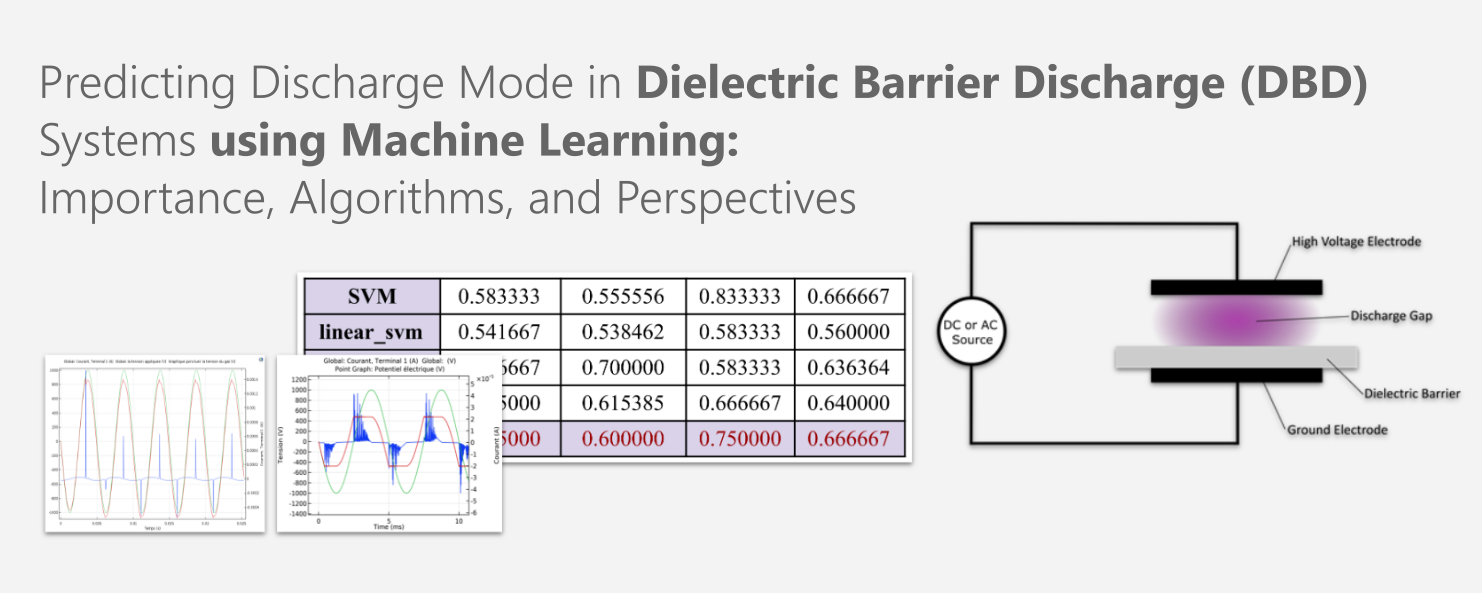 Predicting Discharge Mode in Dielectric Barrier Discharge (DBD)
Systems using Machine Learning:
Importance, Algorithms, and Perspectives
SVM 0.583333 0.555556 0.833333 0.666667
linear_svm 0.541667 0.538462 0.583333 0.560000
6667 0.700000 0.583333 0.636364
5000 0.615385 0.666667 0.640000
5000 0.600000 0.750000 0.666667
Global: Courant, Terminal 1 (A) Global: (V)
Point Graph: Potentiel électrique (V)
×10⁻⁵
1200
1000
800
600
400
200
0
-200
-400
-600
-800
-1000
-1200
-1400
Tension (V)
5
4
3
2
1
0
-1
-2
-3
-4
-5
-6
Courant (A)
0 5 10
Time (ms)
Temps (s)
High Voltage Electrode
DC or AC
Source
Discharge Gap
Dielectric Barrier
Ground Electrode